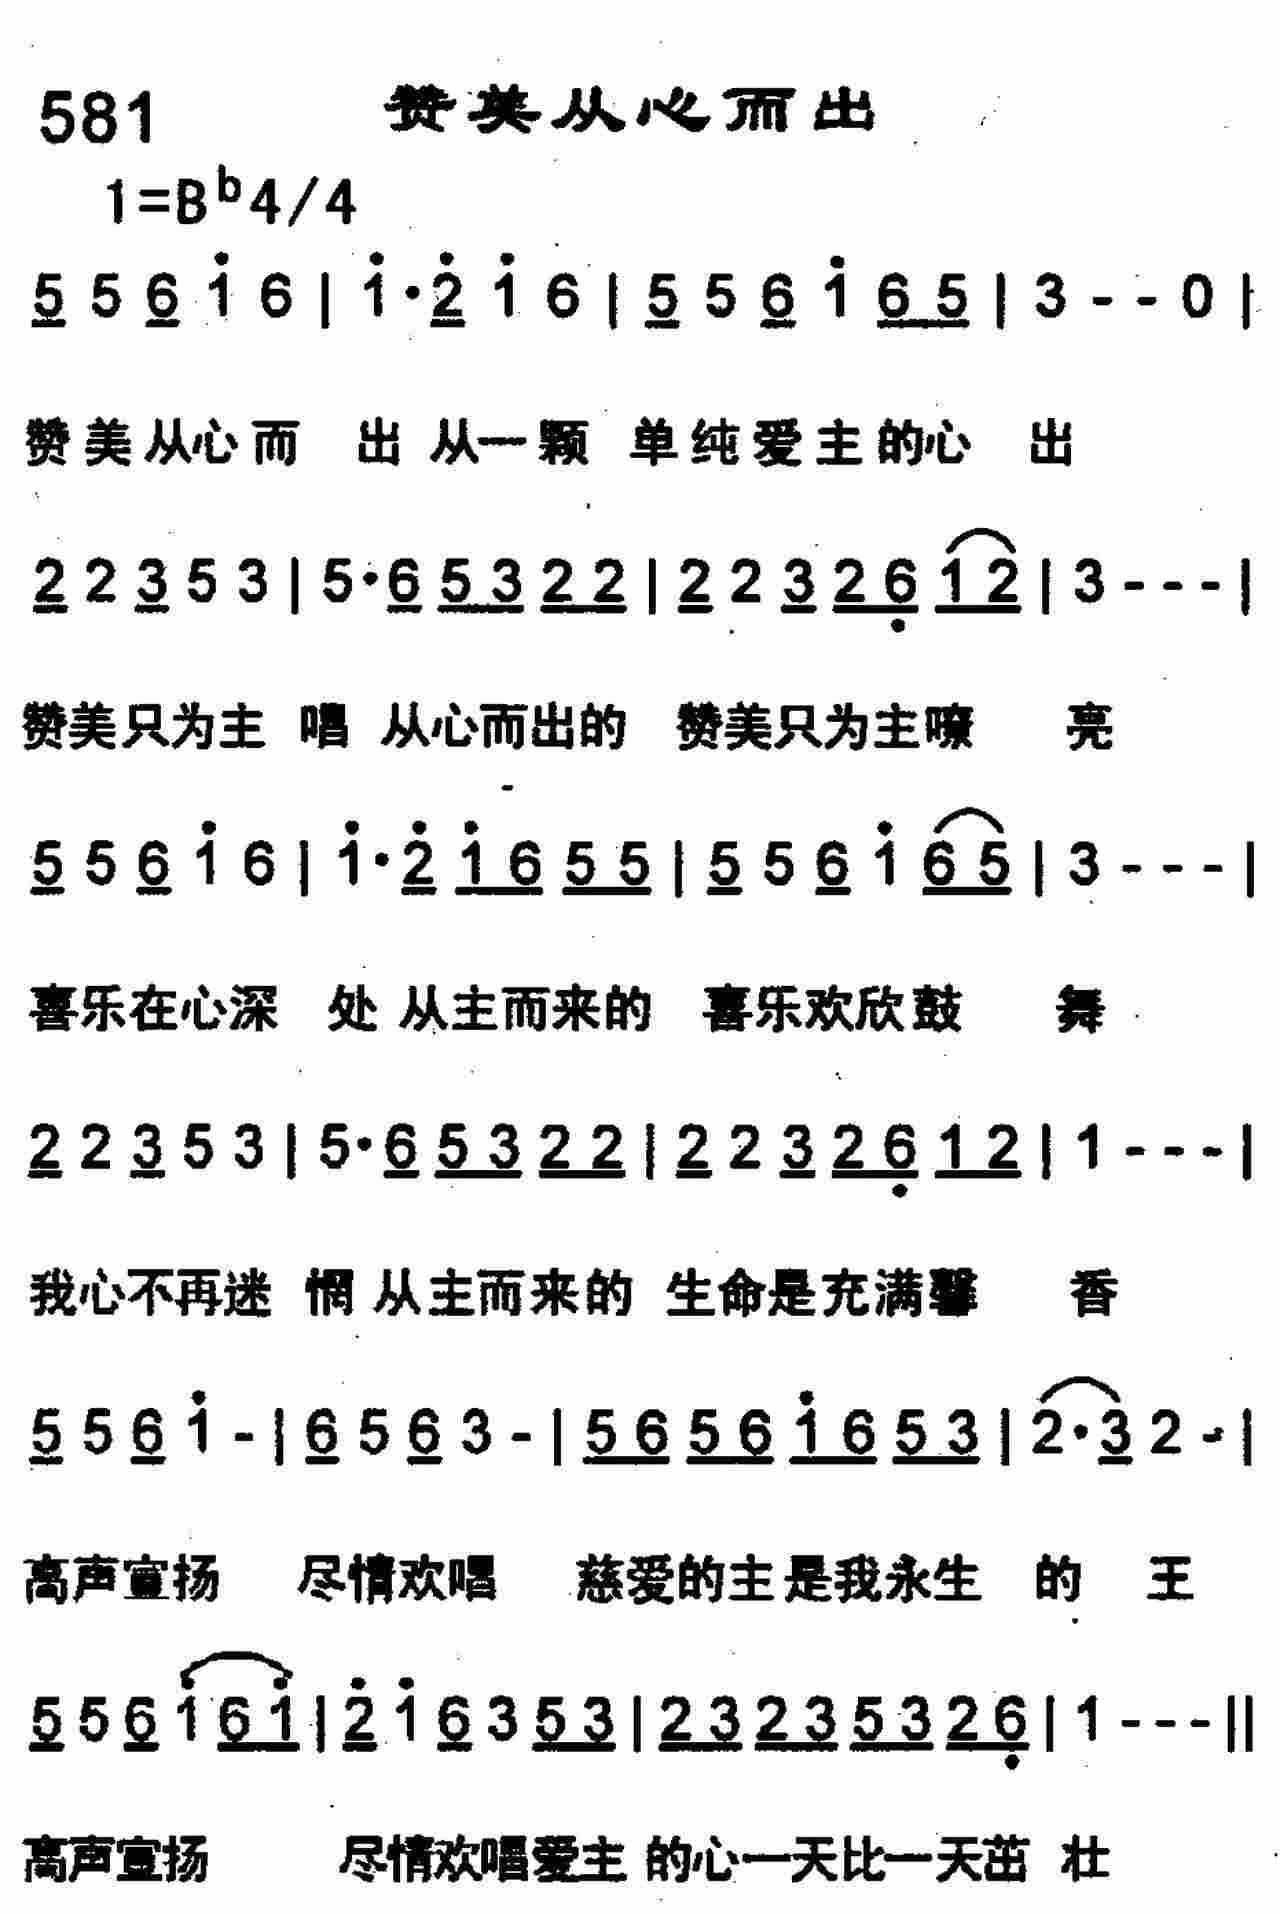 581 赞美从心而出
1=B♭4/4
5 5 6 1̇ 6 | 1̇· 2̇ 1̇ 6 | 5 5 6 1̇ 6 5 | 3 - - 0 |
赞美从心而 出 从一颗 单纯爱主的心 出
2 2 3 5 3 | 5· 6 5 3 2 2 | 2 2 3 2 6̣ 1 2 | 3 - - - |
赞美只为主 唱 从心而出的 赞美只为主嘹 亮
5 5 6 1̇ 6 | 1̇· 2̇ 1̇ 6 5 5 | 5 5 6 1̇ 6 5 | 3 - - - |
喜乐在心深 处 从主而来的 喜乐欢欣鼓 舞
2 2 3 5 3 | 5· 6 5 3 2 2 | 2 2 3 2 6̣ 1 2 | 1 - - - |
我心不再迷 惘 从主而来的 生命是充满馨 香
5 5 6 1̇ - | 6 5 6 3 - | 5 6 5 6 1̇ 6 5 3 | 2· 3 2 - |
高声宣扬 尽情欢唱 慈爱的主是我永生 的 王
5 5 6 1̇ 6 1̇ | 2̇ 1̇ 6 3 5 3 | 2 3 2 3 5 3 2 6̣ | 1 - - - ||
高声宣扬 尽情欢唱爱主 的心一天比一天茁 壮